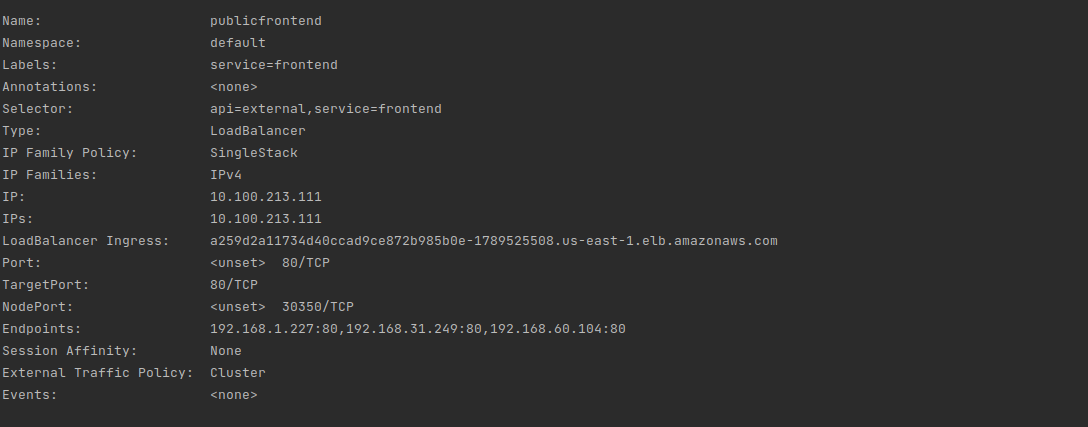 Name: publicfrontend
Namespace: default
Labels: service=frontend
Annotations: <none>
Selector: api=external,service=frontend
Type: LoadBalancer
IP Family Policy: SingleStack
IP Families: IPv4
IP: 10.100.213.111
IPs: 10.100.213.111
LoadBalancer Ingress: a259d2a11734d40ccad9ce872b985b0e-1789525508.us-east-1.elb.amazonaws.com
Port: <unset> 80/TCP
TargetPort: 80/TCP
NodePort: <unset> 30350/TCP
Endpoints: 192.168.1.227:80,192.168.31.249:80,192.168.60.104:80
Session Affinity: None
External Traffic Policy: Cluster
Events: <none>